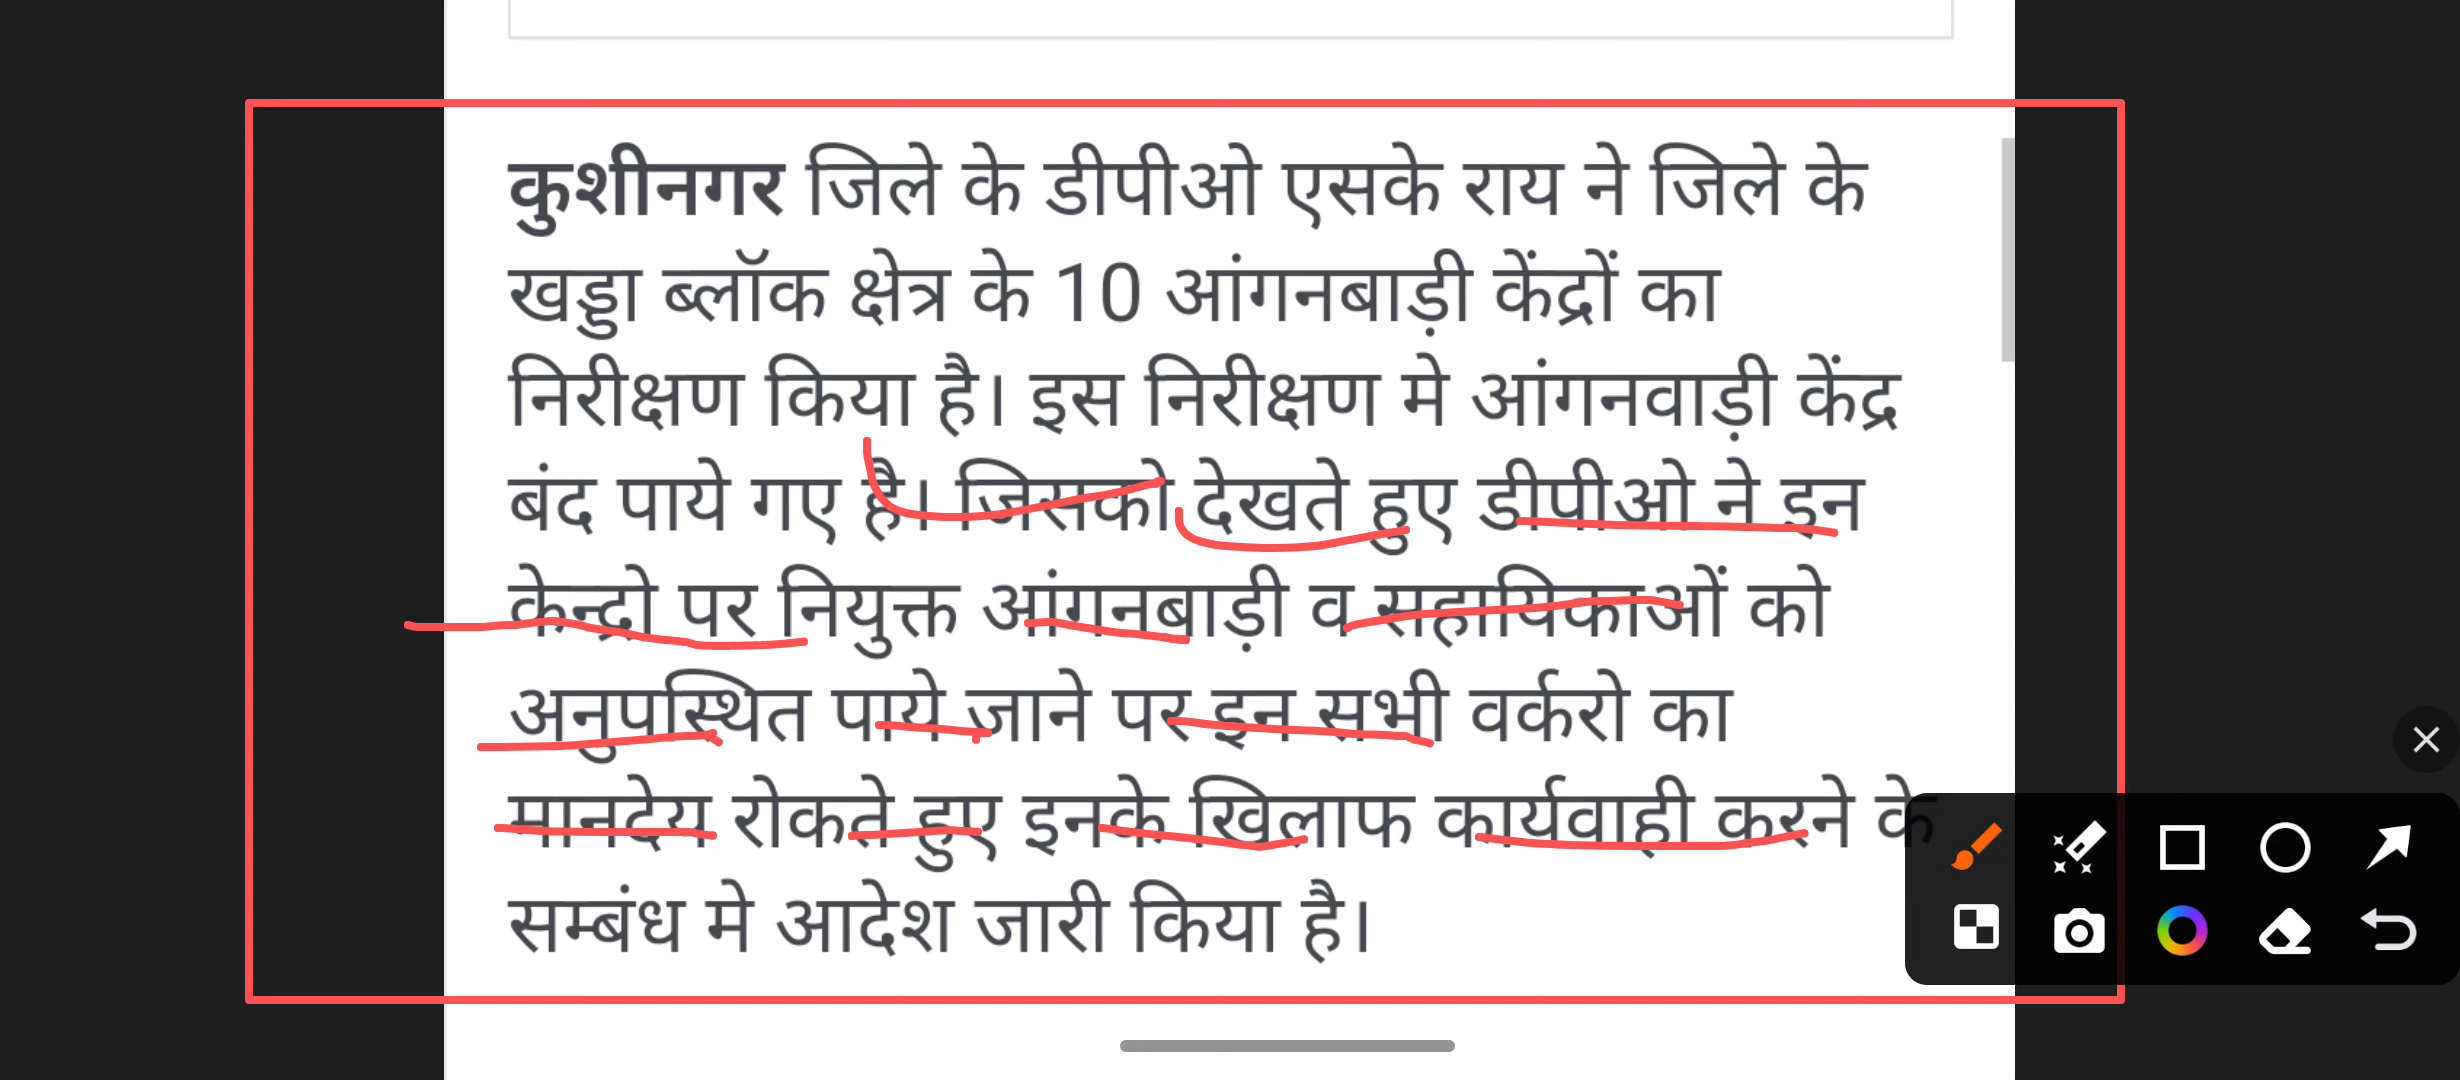 कुशीनगर जिले के डीपीओ एसके राय ने जिले के
खड्डा ब्लॉक क्षेत्र के 10 आंगनबाड़ी केंद्रों का
निरीक्षण किया है। इस निरीक्षण मे आंगनवाड़ी केंद्र
बंद पाये गए है। जिसको देखते हुए डीपीओ ने इन
केन्द्रो पर नियुक्त आंगनबाड़ी व सहायिकाओं को
अनुपस्थित पाये जाने पर इन सभी वर्करो का
मानदेय रोकते हुए इनके खिलाफ कार्यवाही करने के
सम्बंध मे आदेश जारी किया है।